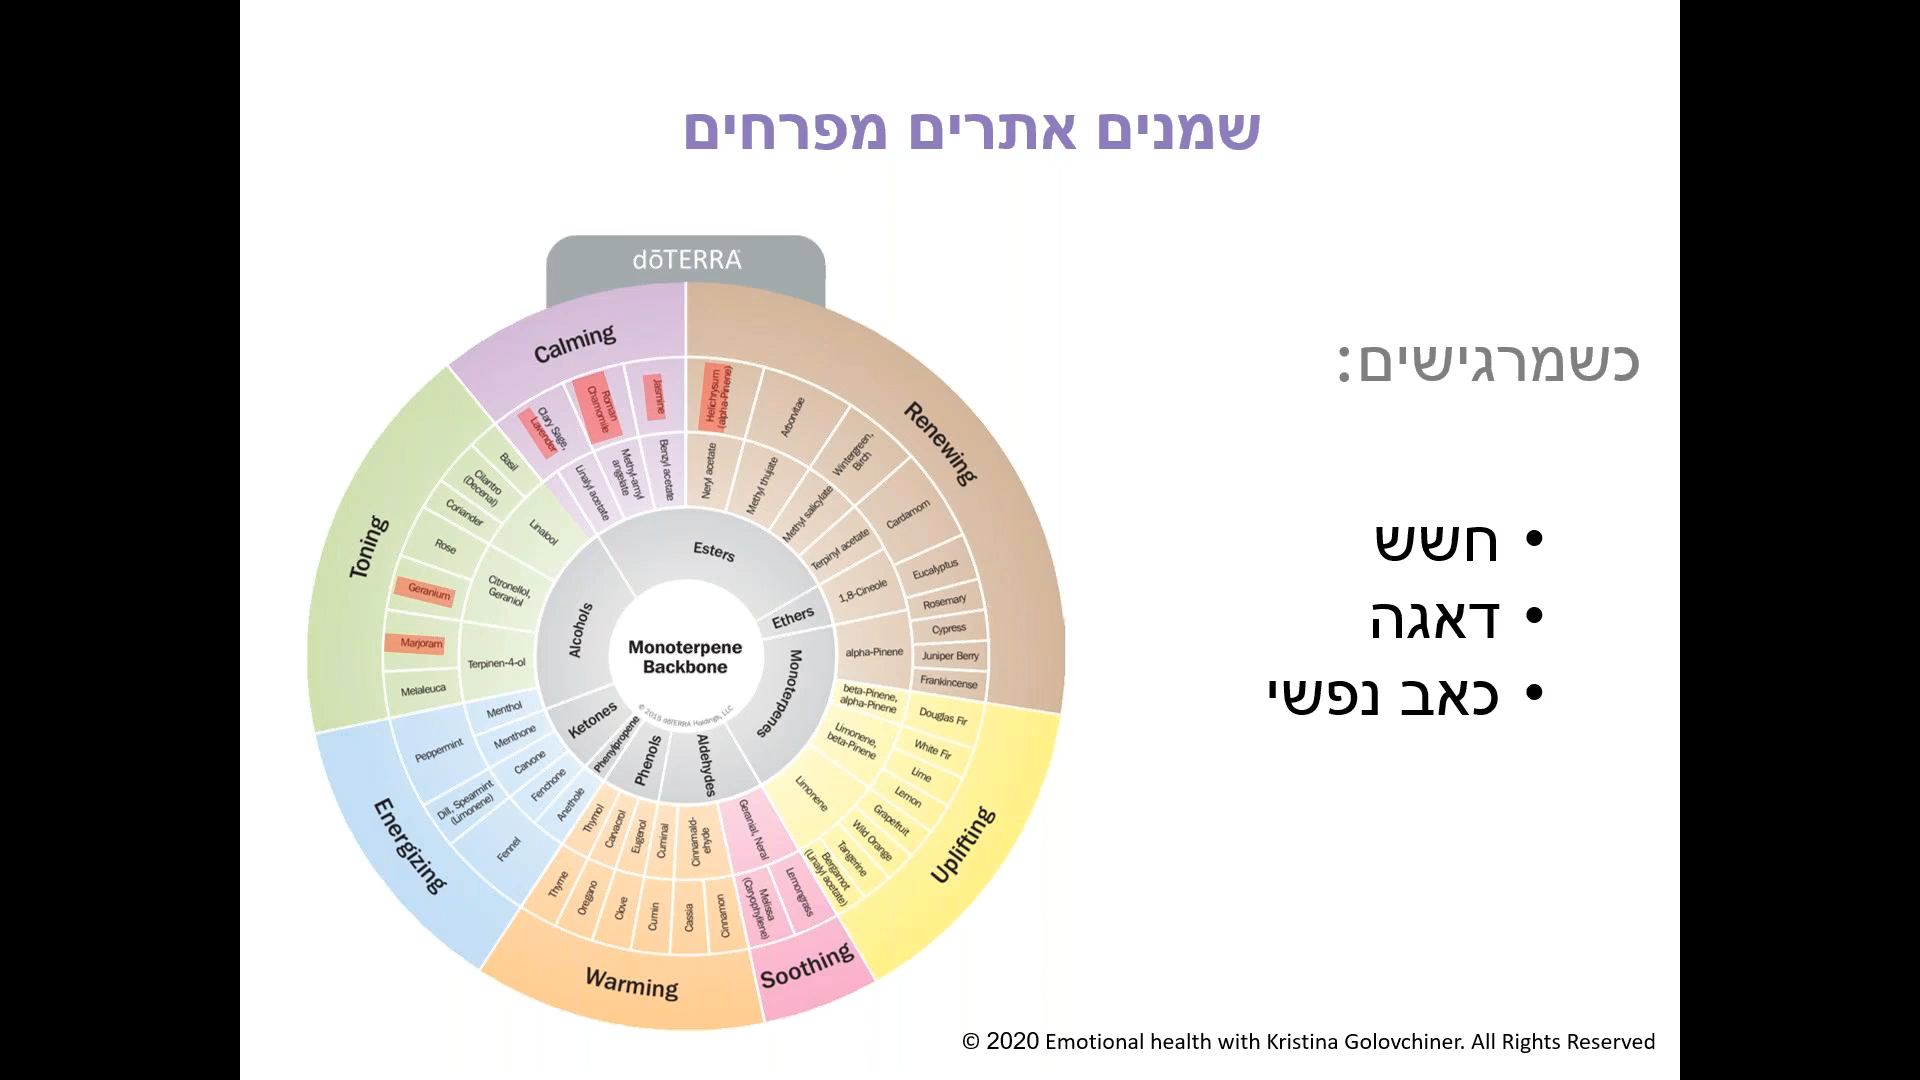 שמנים אתרים מפרחים
כשמרגישים:
• חשש
• דאגה
• כאב נפשי
dōTERRA
Calming
Clary Sage,
Lavender
Roman
Chamomile
Jasmine
Linalyl acetate
Methyl-amyl
angelate
Benzyl acetate
Renewing
Helichrysum
(alpha-Pinene)
Arborvitae
Wintergreen,
Birch
Cardamom
Eucalyptus
Rosemary
Cypress
Juniper Berry
Frankincense
Neryl acetate
Methyl thujate
Methyl salicylate
Terpinyl acetate
1,8-Cineole
alpha-Pinene
Uplifting
Douglas Fir
White Fir
Lime
Lemon
Grapefruit
Wild Orange
Tangerine
Bergamot
(Linalyl acetate)
beta-Pinene,
alpha-Pinene
Limonene,
beta-Pinene
Limonene
Soothing
Lemongrass
Melissa
(Caryophyllene)
Geranial, Neral
Warming
Cinnamon
Cassia
Cumin
Clove
Oregano
Thyme
Cinnamald-
ehyde
Cuminal
Eugenol
Carvacrol
Thymol
Energizing
Fennel
Dill, Spearmint
(Limonene)
Peppermint
Anethole
Fenchone
Carvone
Menthone
Menthol
Toning
Melaleuca
Marjoram
Geranium
Rose
Coriander
Cilantro
(Decenal)
Basil
Terpinen-4-ol
Citronellol,
Geraniol
Linalool
Esters
Ethers
Monoterpenes
Aldehydes
Phenols
Phenylpropene
Ketones
Alcohols
Monoterpene
Backbone
© 2015 dōTERRA Holdings, LLC
© 2020 Emotional health with Kristina Golovchiner. All Rights Reserved